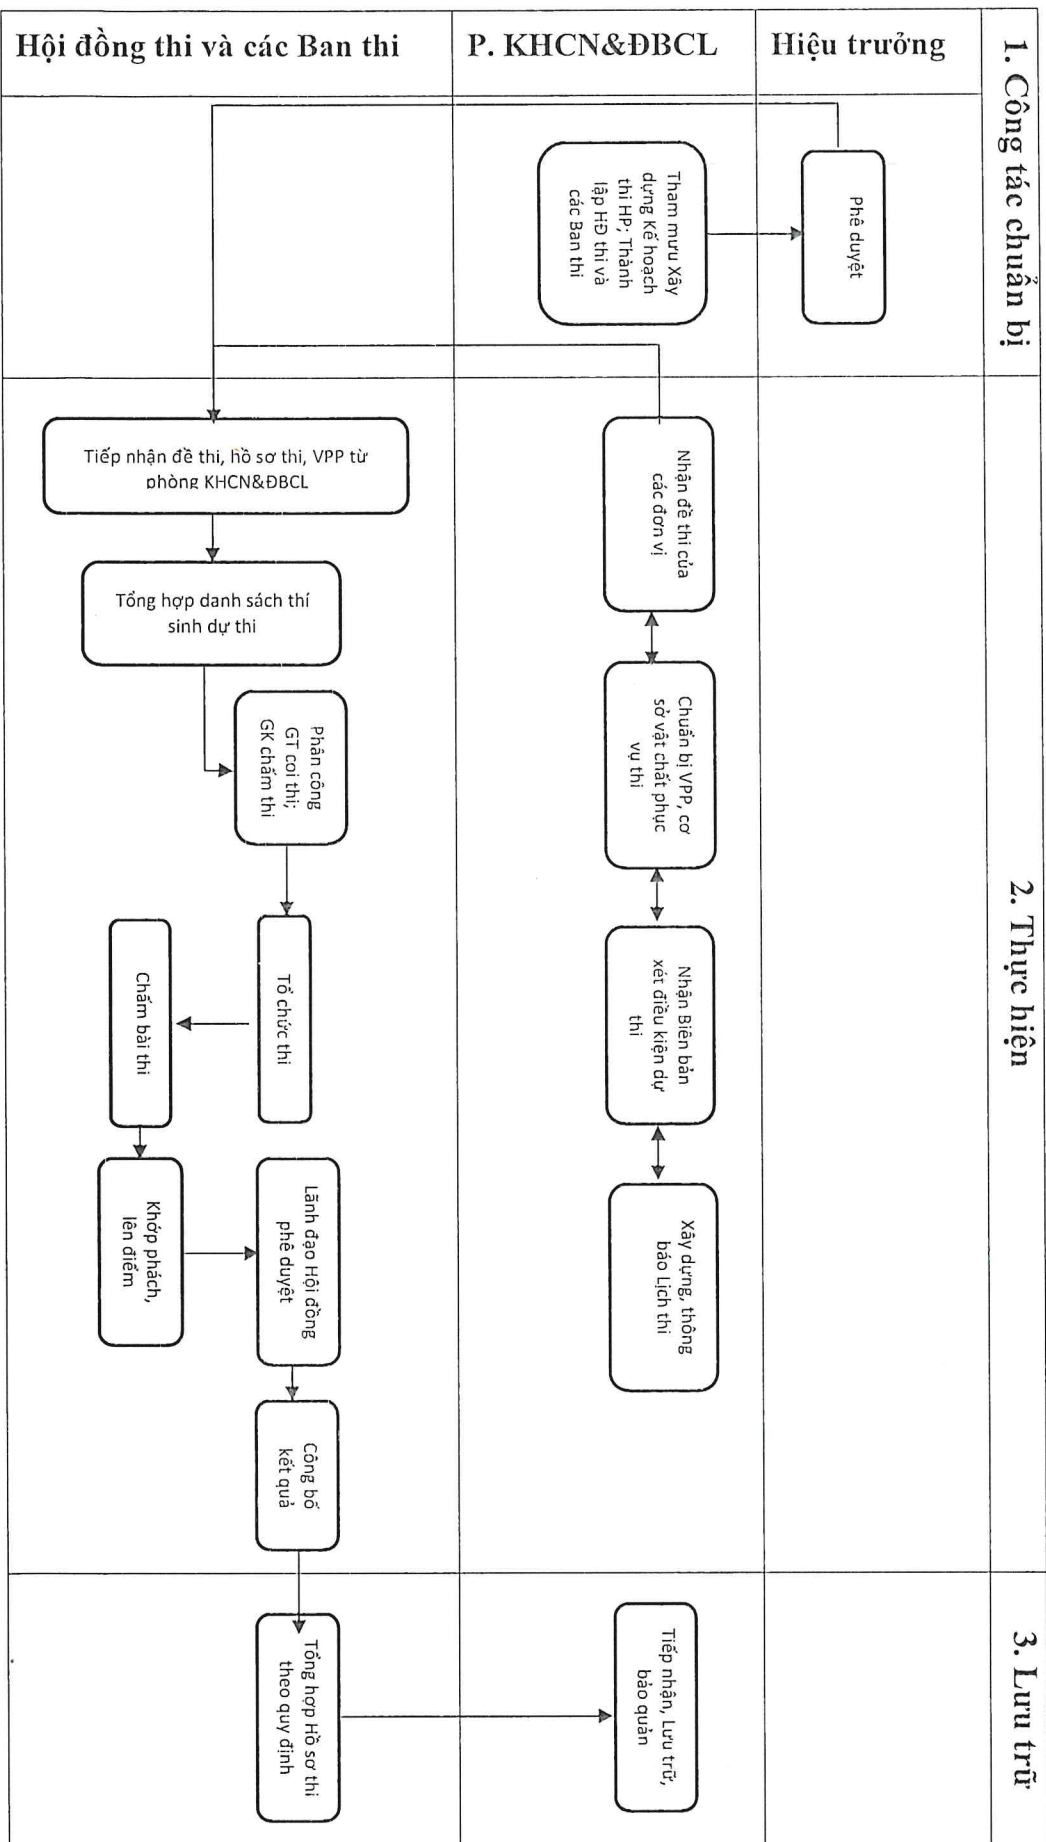 Hội đồng thi và các Ban thi
P. KHCN&ĐBCL
Hiệu trưởng
1. Công tác chuẩn bị
2. Thực hiện
3. Lưu trữ
Phê duyệt
Tham mưu Xây
dựng Kế hoạch
thi HP; Thành
lập HĐ thi và
các Ban thi
Nhận đề thi của
các đơn vị
Chuẩn bị VPP, cơ
sở vật chất phục
vụ thi
Nhận Biên bản
xét điều kiện dự
thi
Xây dựng, thông
báo Lịch thi
Tiếp nhận đề thi, hồ sơ thi, VPP từ
phòng KHCN&ĐBCL
Tổng hợp danh sách thí
sinh dự thi
Phân công
GT coi thi;
GK chấm thi
Tổ chức thi
Chấm bài thi
Khớp phách,
lên điểm
Lãnh đạo Hội đồng
phê duyệt
Công bố
kết quả
Tổng hợp Hồ sơ thi
theo quy định
Tiếp nhận, Lưu trữ,
bảo quản